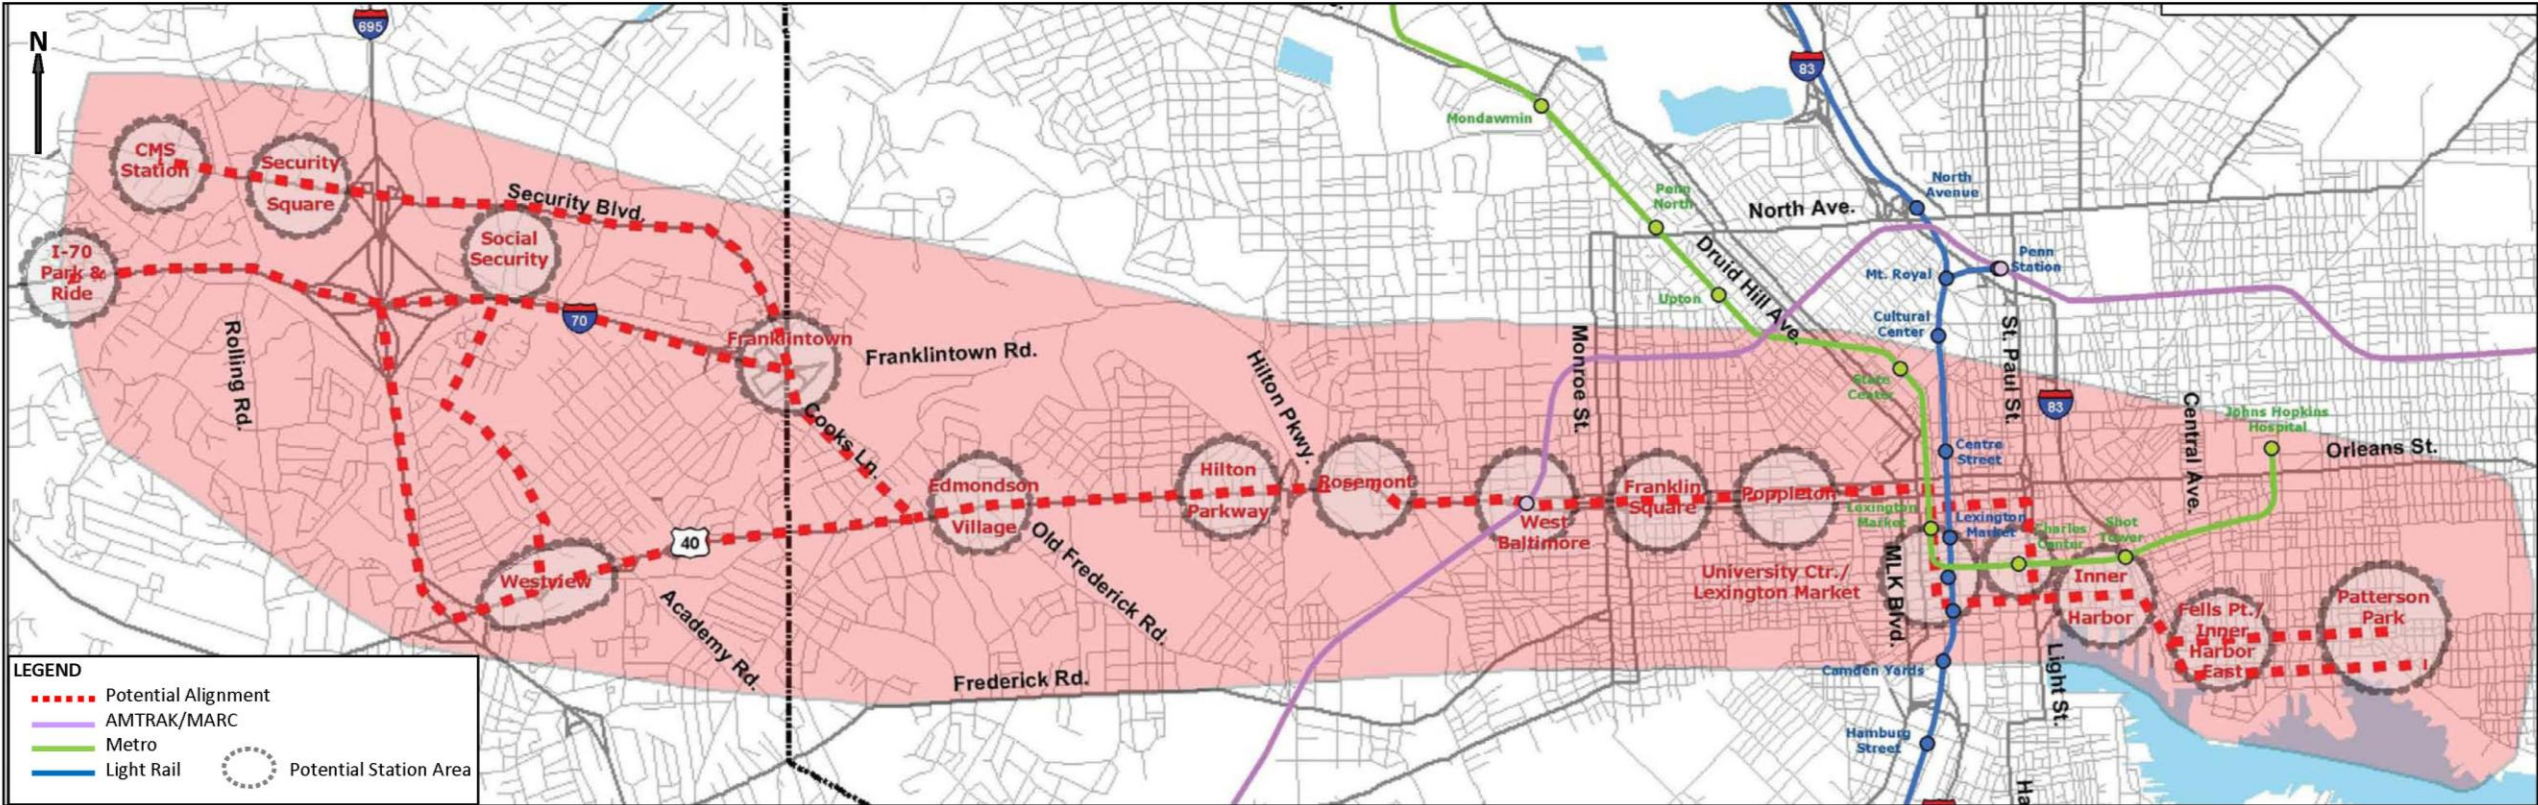 695
N
83
Mondawmin
CMS
Station
Security
Square
Security Blvd.
Social
Security
I-70
Park &
Ride
70
Rolling Rd.
Franklintown
Franklintown Rd.
Cooks Ln.
Hilton Pkwy.
Monroe St.
Penn
North
North Ave.
North
Avenue
Druid Hill Ave.
Upton
Mt. Royal
Penn
Station
Cultural
Center
St. Paul St.
State
Center
83
Central Ave.
Johns Hopkins
Hospital
Orleans St.
Centre
Street
Edmondson
Village
Hilton
Parkway
Rosemont
West
Baltimore
Franklin
Square
Poppleton
Lexington
Market
Lexington
Market
Charles
Center
Shot
Tower
40
Westview
Academy Rd.
Old Frederick Rd.
Frederick Rd.
University Ctr./
Lexington Market
MLK Blvd.
Inner
Harbor
Fells Pt./
Inner
Harbor
East
Patterson
Park
Light St.
Camden Yards
Hamburg
Street
Ha
LEGEND
Potential Alignment
AMTRAK/MARC
Metro
Light Rail
Potential Station Area